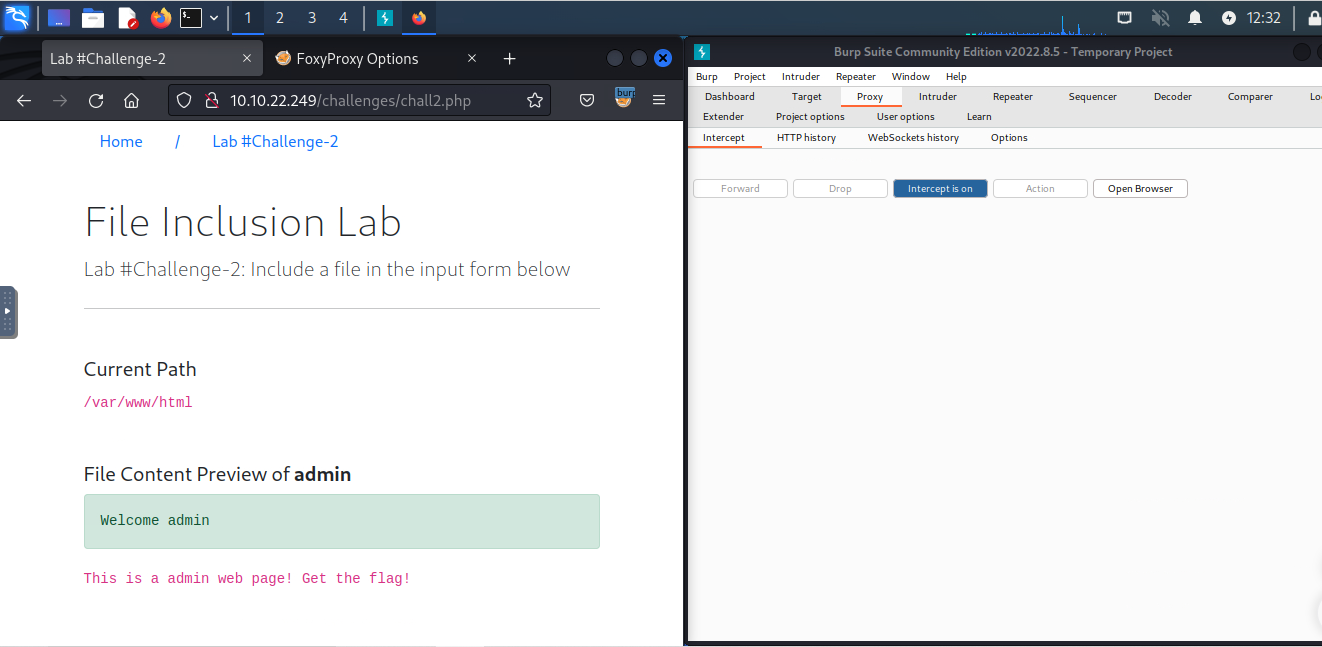 1 2 3 4 12:32
Lab #Challenge-2
FoxyProxy Options
10.10.22.249/challenges/chall2.php
burp
Home / Lab #Challenge-2
File Inclusion Lab
Lab #Challenge-2: Include a file in the input form below
Current Path
/var/www/html
File Content Preview of admin
Welcome admin
This is a admin web page! Get the flag!
Burp Suite Community Edition v2022.8.5 - Temporary Project
Burp Project Intruder Repeater Window Help
Dashboard Target Proxy Intruder Repeater Sequencer Decoder Comparer Lo
Extender Project options User options Learn
Intercept HTTP history WebSockets history Options
Forward Drop Intercept is on Action Open Browser